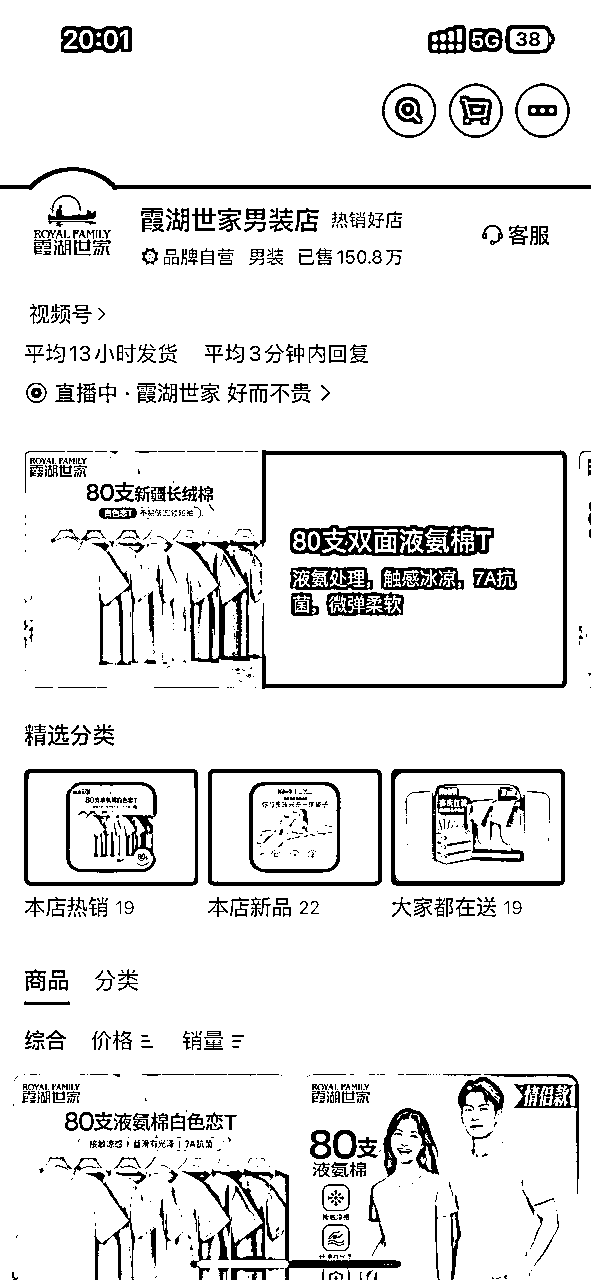 20:01
5G 38
ROYAL FAMILY
霞湖世家
霞湖世家男装店 热销好店
品牌自营 男装 已售150.8万
客服
视频号
平均13小时发货 平均3分钟内回复
直播中·霞湖世家 好而不贵
ROYAL FAMILY
霞湖世家
80支新疆长绒棉
80支双面液氨棉T
液氨处理，触感冰凉，7A抗
菌，微弹柔软
精选分类
本店热销 19
本店新品 22
大家都在送 19
商品 分类
综合 价格 销量
ROYAL FAMILY
霞湖世家
80支液氨棉白色恋T
ROYAL FAMILY
霞湖世家
情侣款
80支
液氨棉